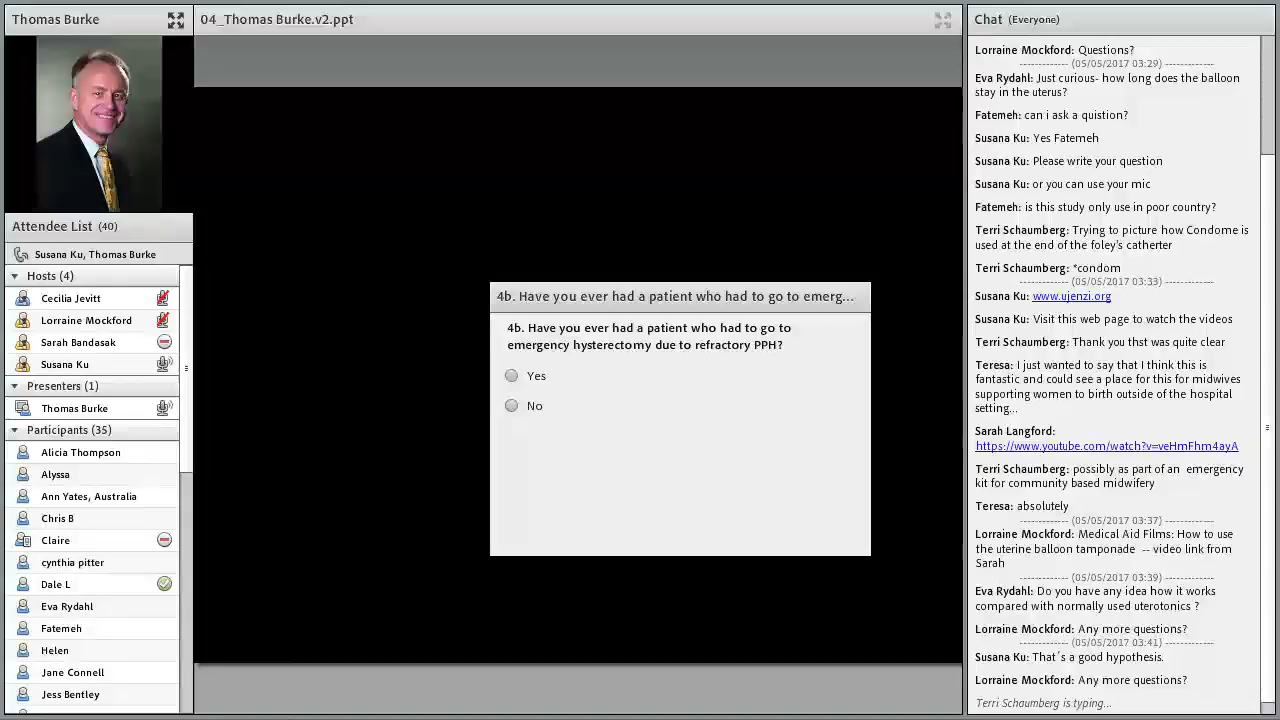 Thomas Burke
04_Thomas Burke.v2.ppt
Attendee List (40)
Susana Ku, Thomas Burke
Hosts (4)
Cecilia Jevitt
Lorraine Mockford
Sarah Bandasak
Susana Ku
Presenters (1)
Thomas Burke
Participants (35)
Alicia Thompson
Alyssa
Ann Yates, Australia
Chris B
Claire
cynthia pitter
Dale L
Eva Rydahl
Fatemeh
Helen
Jane Connell
Jess Bentley
4b. Have you ever had a patient who had to go to emerg...
4b. Have you ever had a patient who had to go to
emergency hysterectomy due to refractory PPH?
Yes
No
Chat (Everyone)
Lorraine Mockford: Questions?
------------- (05/05/2017 03:29) -------------
Eva Rydahl: Just curious- how long does the balloon
stay in the uterus?
Fatemeh: can i ask a quistion?
Susana Ku: Yes Fatemeh
Susana Ku: Please write your question
Susana Ku: or you can use your mic
Fatemeh: is this study only use in poor country?
Terri Schaumberg: Trying to picture how Condome is
used at the end of the foley's catherter
Terri Schaumberg: *condom
------------- (05/05/2017 03:33) -------------
Susana Ku: www.ujenzi.org
Susana Ku: Visit this web page to watch the videos
Terri Schaumberg: Thank you thst was quite clear
Teresa: I just wanted to say that I think this is
fantastic and could see a place for this for midwives
supporting women to birth outside of the hospital
setting...
Sarah Langford:
https://www.youtube.com/watch?v=veHmFhm4ayA
Terri Schaumberg: possibly as part of an  emergency
kit for community based midwifery
Teresa: absolutely
------------- (05/05/2017 03:37) -------------
Lorraine Mockford: Medical Aid Films: How to use
the uterine balloon tamponade  -- video link from
Sarah
------------- (05/05/2017 03:39) -------------
Eva Rydahl: Do you have any idea how it works
compared with normally used uterotonics ?
Lorraine Mockford: Any more questions?
------------- (05/05/2017 03:41) -------------
Susana Ku: That´s a good hypothesis.
Lorraine Mockford: Any more questions?
Terri Schaumberg is typing...